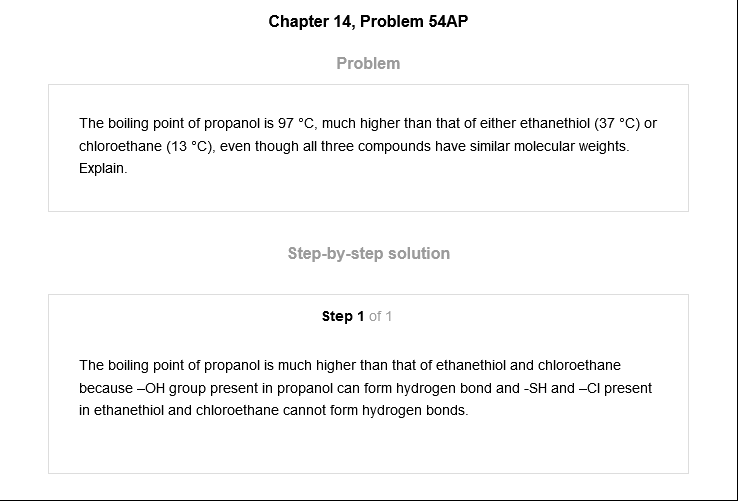 Chapter 14, Problem 54AP
Problem
The boiling point of propanol is 97 °C, much higher than that of either ethanethiol (37 °C) or
chloroethane (13 °C), even though all three compounds have similar molecular weights.
Explain.
Step-by-step solution
Step 1 of 1
The boiling point of propanol is much higher than that of ethanethiol and chloroethane
because –OH group present in propanol can form hydrogen bond and -SH and –Cl present
in ethanethiol and chloroethane cannot form hydrogen bonds.